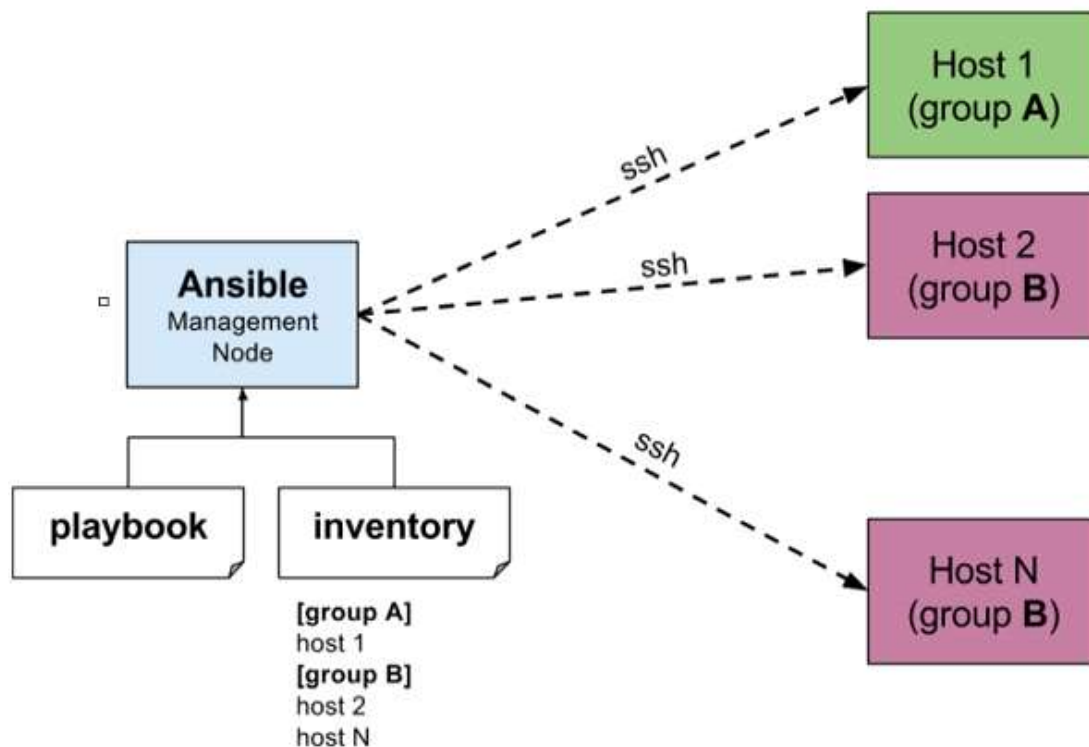 Host 1
(group A)
ssh
Host 2
(group B)
ssh
Ansible
Management
Node
ssh
playbook
inventory
Host N
(group B)
[group A]
host 1
[group B]
host 2
host N